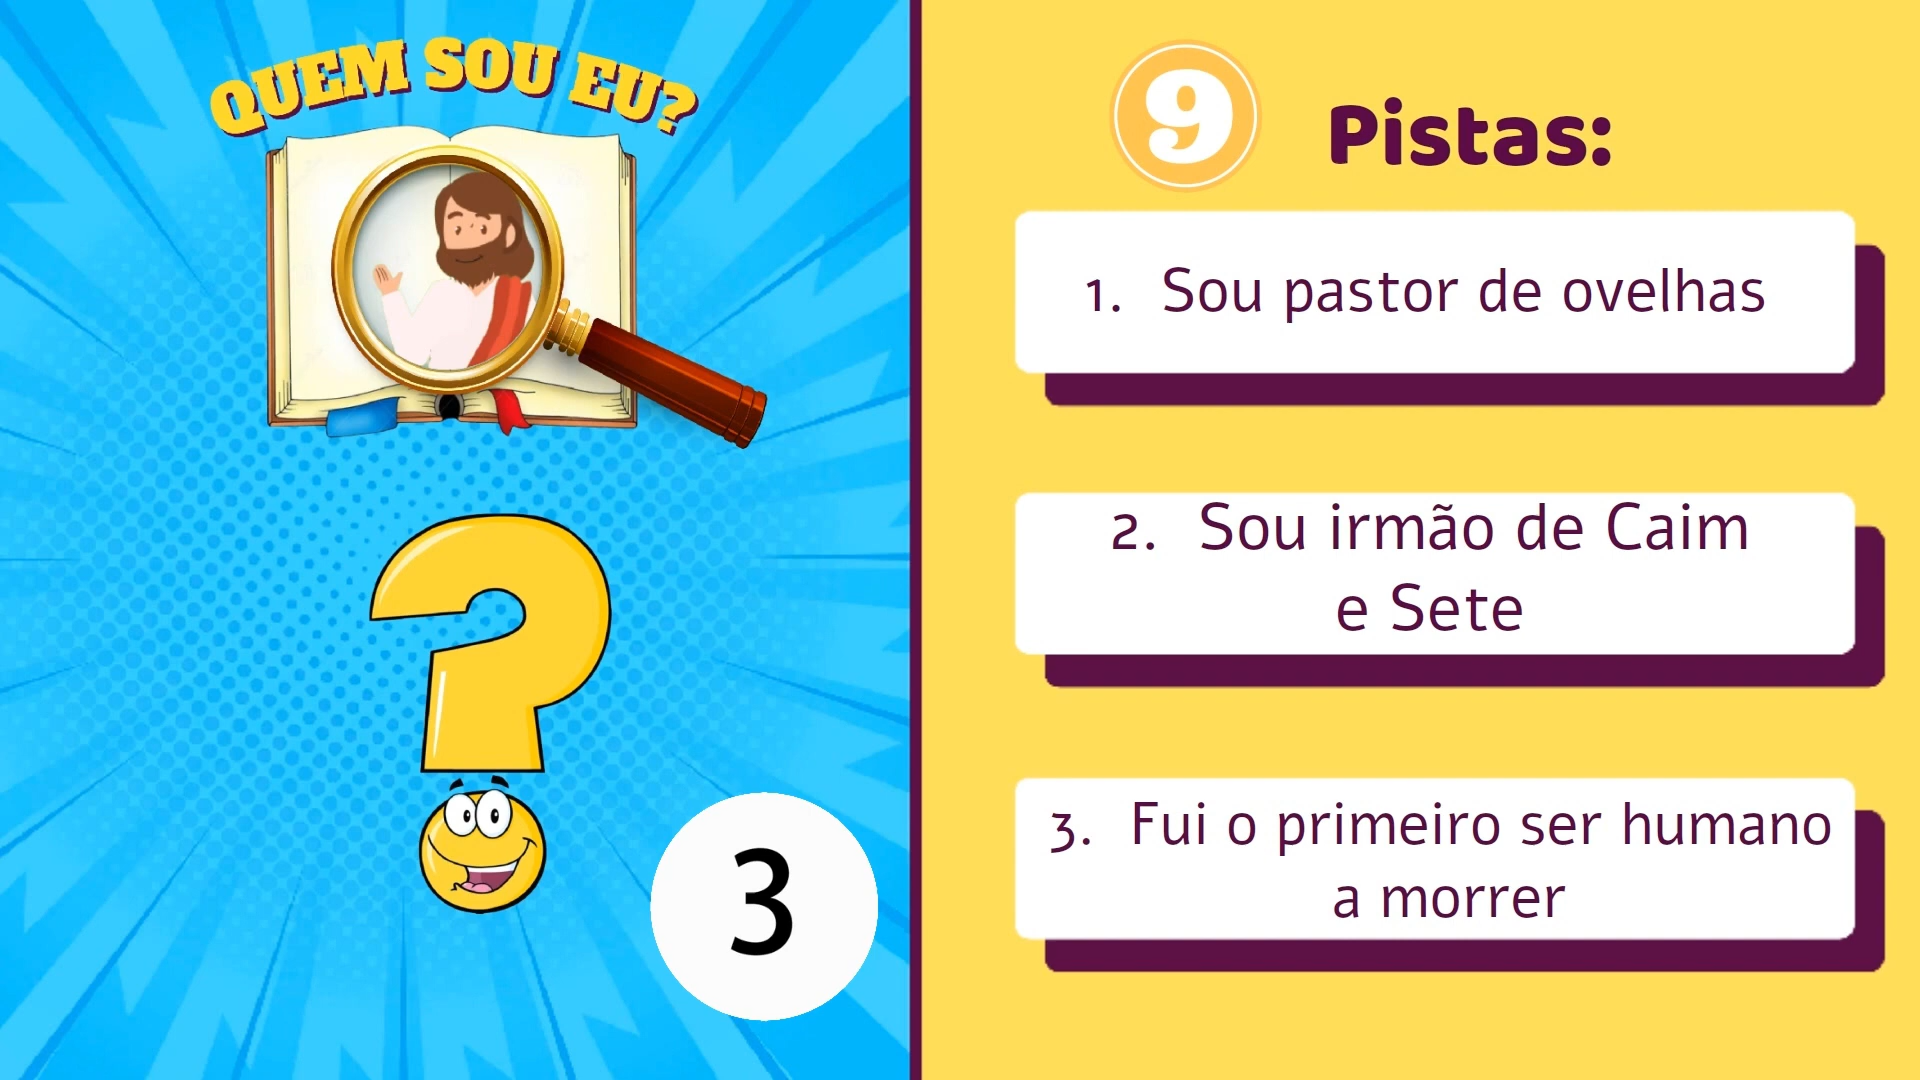 QUEM SOU EU?
3
9
Pistas:
1. Sou pastor de ovelhas
2. Sou irmão de Caim
e Sete
3. Fui o primeiro ser humano
a morrer